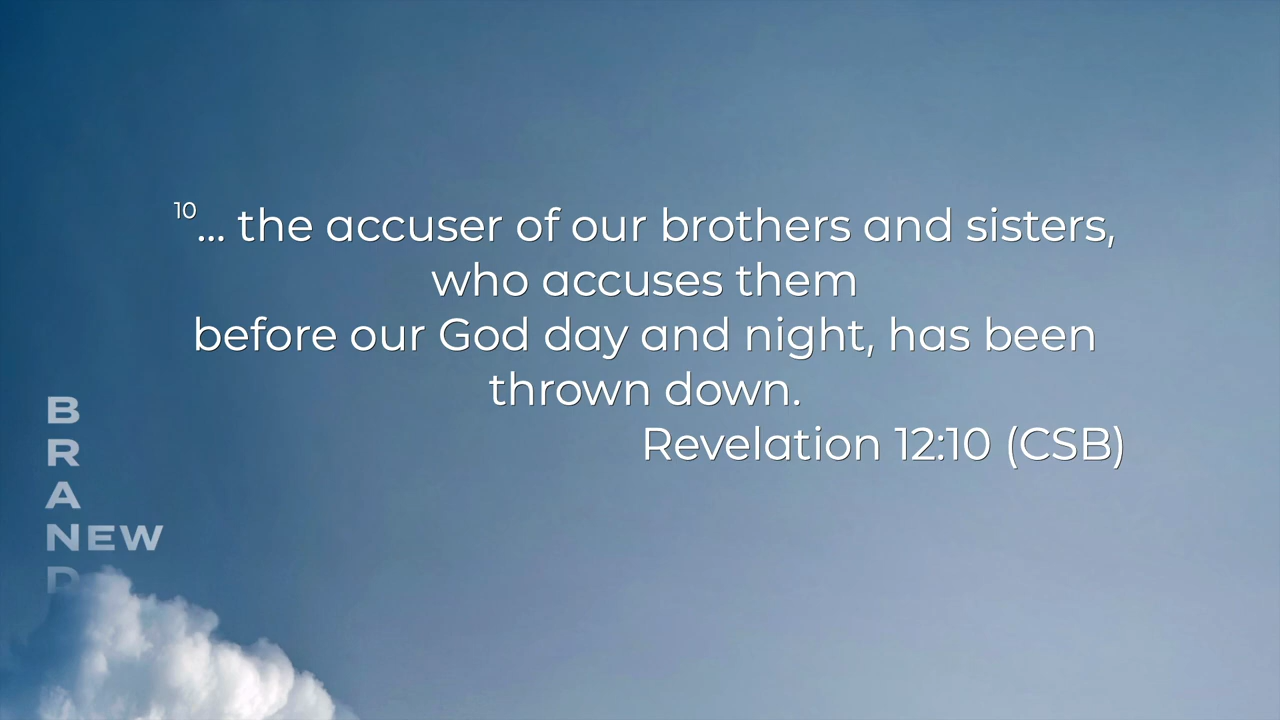 10... the accuser of our brothers and sisters,
who accuses them
before our God day and night, has been
thrown down.
Revelation 12:10 (CSB)
BRAND
NEW